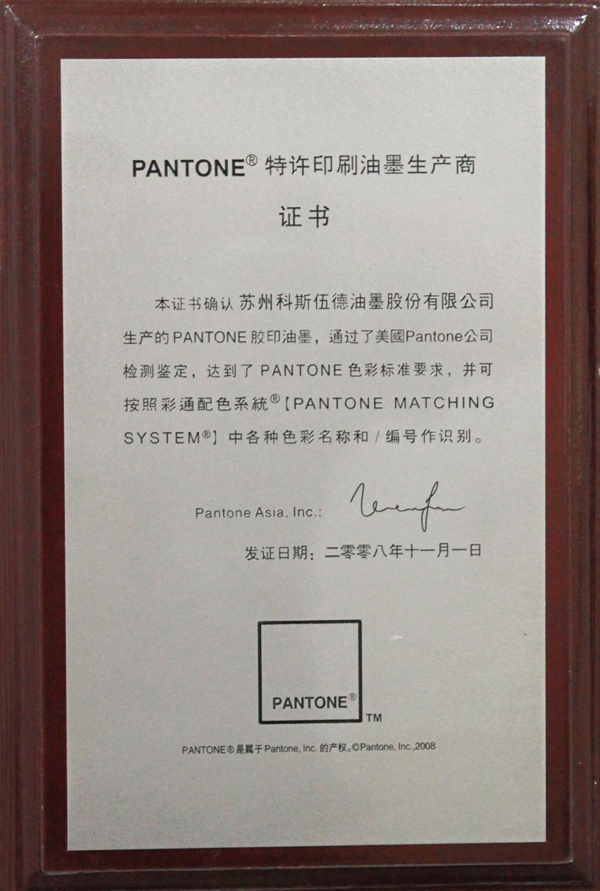 PANTONE® 特许印刷油墨生产商
证书
本证书确认 苏州科斯伍德油墨股份有限公司
生产的 PANTONE 胶印油墨，通过了美國Pantone公司
检测鉴定，达到了 PANTONE 色彩标准要求，并可
按照彩通配色系統®【PANTONE MATCHING
SYSTEM®】中各种色彩名称和 / 编号作识别。
Pantone Asia, Inc.:
发证日期：二零零八年十一月一日
PANTONE®
TM
PANTONE®是属于Pantone, Inc. 的产权。©Pantone, Inc.,2008